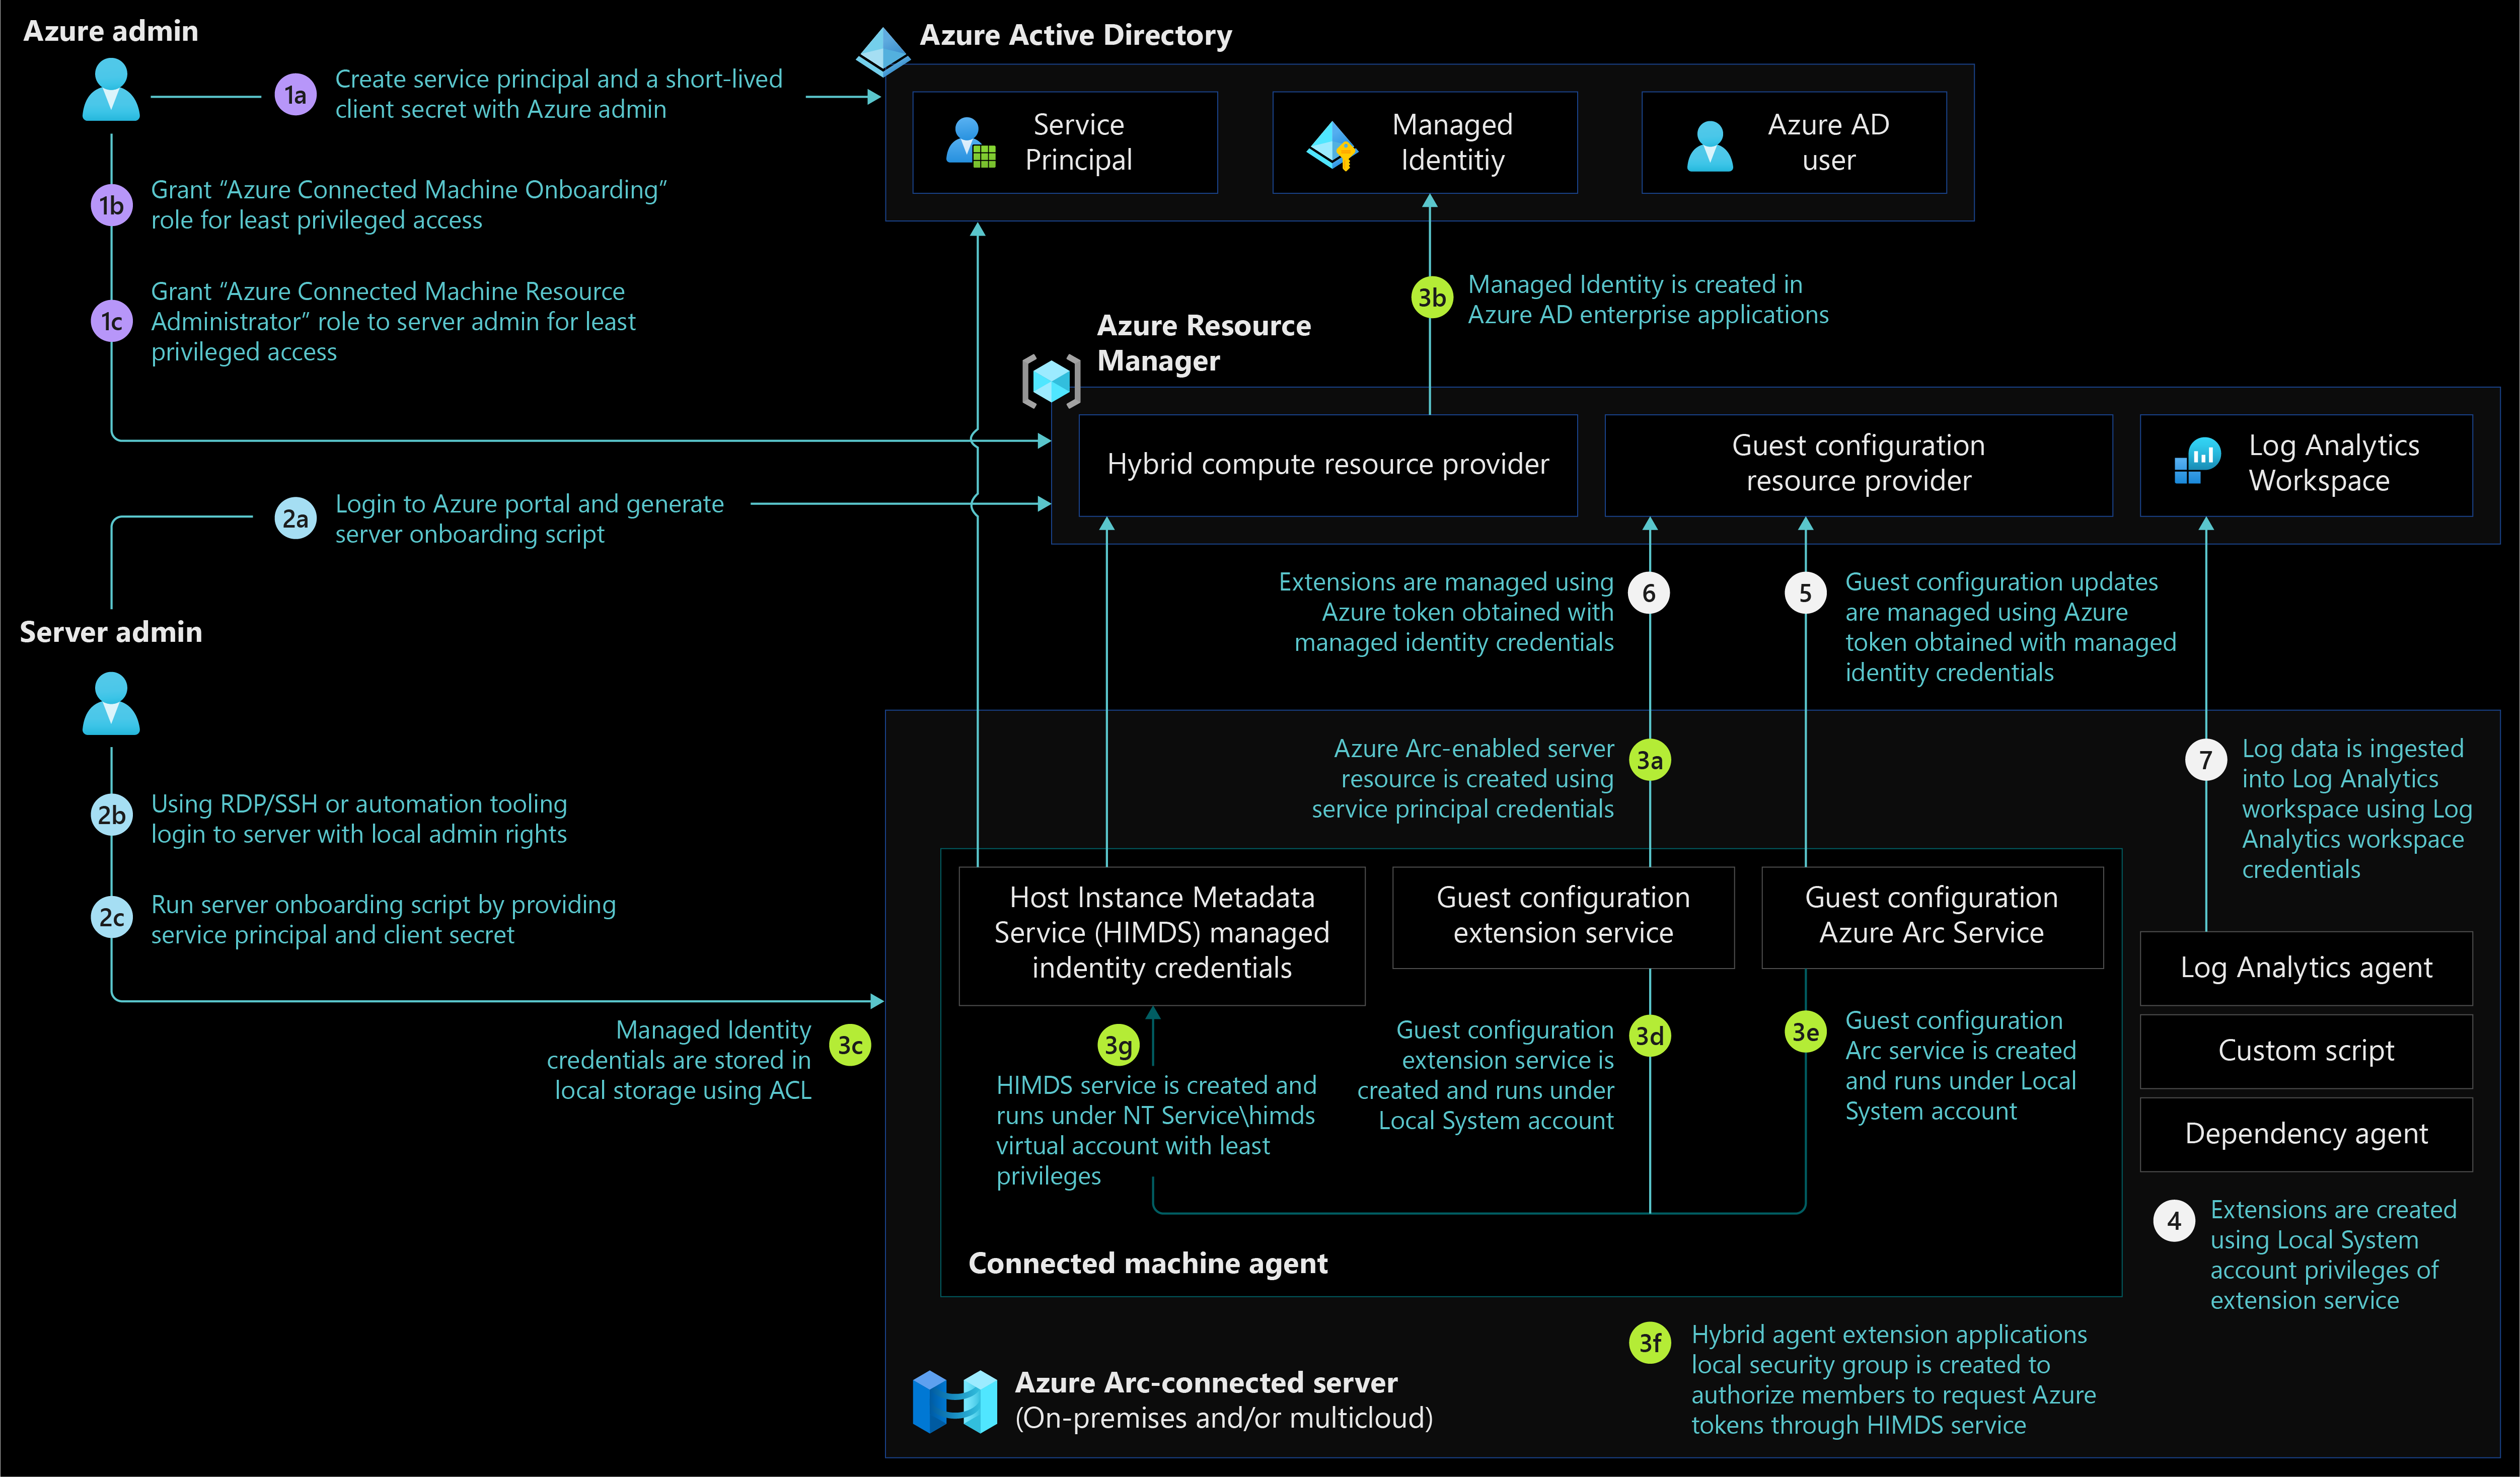 Azure admin
1a
Create service principal and a short-lived
client secret with Azure admin
1b
Grant “Azure Connected Machine Onboarding”
role for least privileged access
1c
Grant “Azure Connected Machine Resource
Administrator” role to server admin for least
privileged access
Azure Active Directory
Service
Principal
Managed
Identitiy
Azure AD
user
3b
Managed Identity is created in
Azure AD enterprise applications
Azure Resource
Manager
Hybrid compute resource provider
Guest configuration
resource provider
Log Analytics
Workspace
2a
Login to Azure portal and generate
server onboarding script
Server admin
2b
Using RDP/SSH or automation tooling
login to server with local admin rights
2c
Run server onboarding script by providing
service principal and client secret
Extensions are managed using
Azure token obtained with
managed identity credentials
6
5
Guest configuration updates
are managed using Azure
token obtained with managed
identity credentials
Azure Arc-enabled server
resource is created using
service principal credentials
3a
7
Log data is ingested
into Log Analytics
workspace using Log
Analytics workspace
credentials
Host Instance Metadata
Service (HIMDS) managed
indentity credentials
Guest configuration
extension service
Guest configuration
Azure Arc Service
Log Analytics agent
Custom script
Dependency agent
Managed Identity
credentials are stored in
local storage using ACL
3c
3g
HIMDS service is created and
runs under NT Service\himds
virtual account with least
privileges
Guest configuration
extension service is
created and runs under
Local System account
3d
3e
Guest configuration
Arc service is created
and runs under Local
System account
4
Extensions are created
using Local System
account privileges of
extension service
Connected machine agent
3f
Hybrid agent extension applications
local security group is created to
authorize members to request Azure
tokens through HIMDS service
Azure Arc-connected server
(On-premises and/or multicloud)